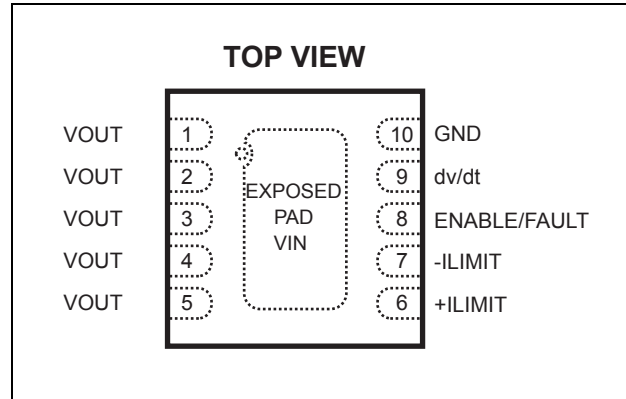 TOP VIEW
VOUT 1 10 GND
VOUT 2 9 dv/dt
VOUT 3 8 ENABLE/FAULT
VOUT 4 7 -ILIMIT
VOUT 5 6 +ILIMIT
EXPOSED
PAD
VIN